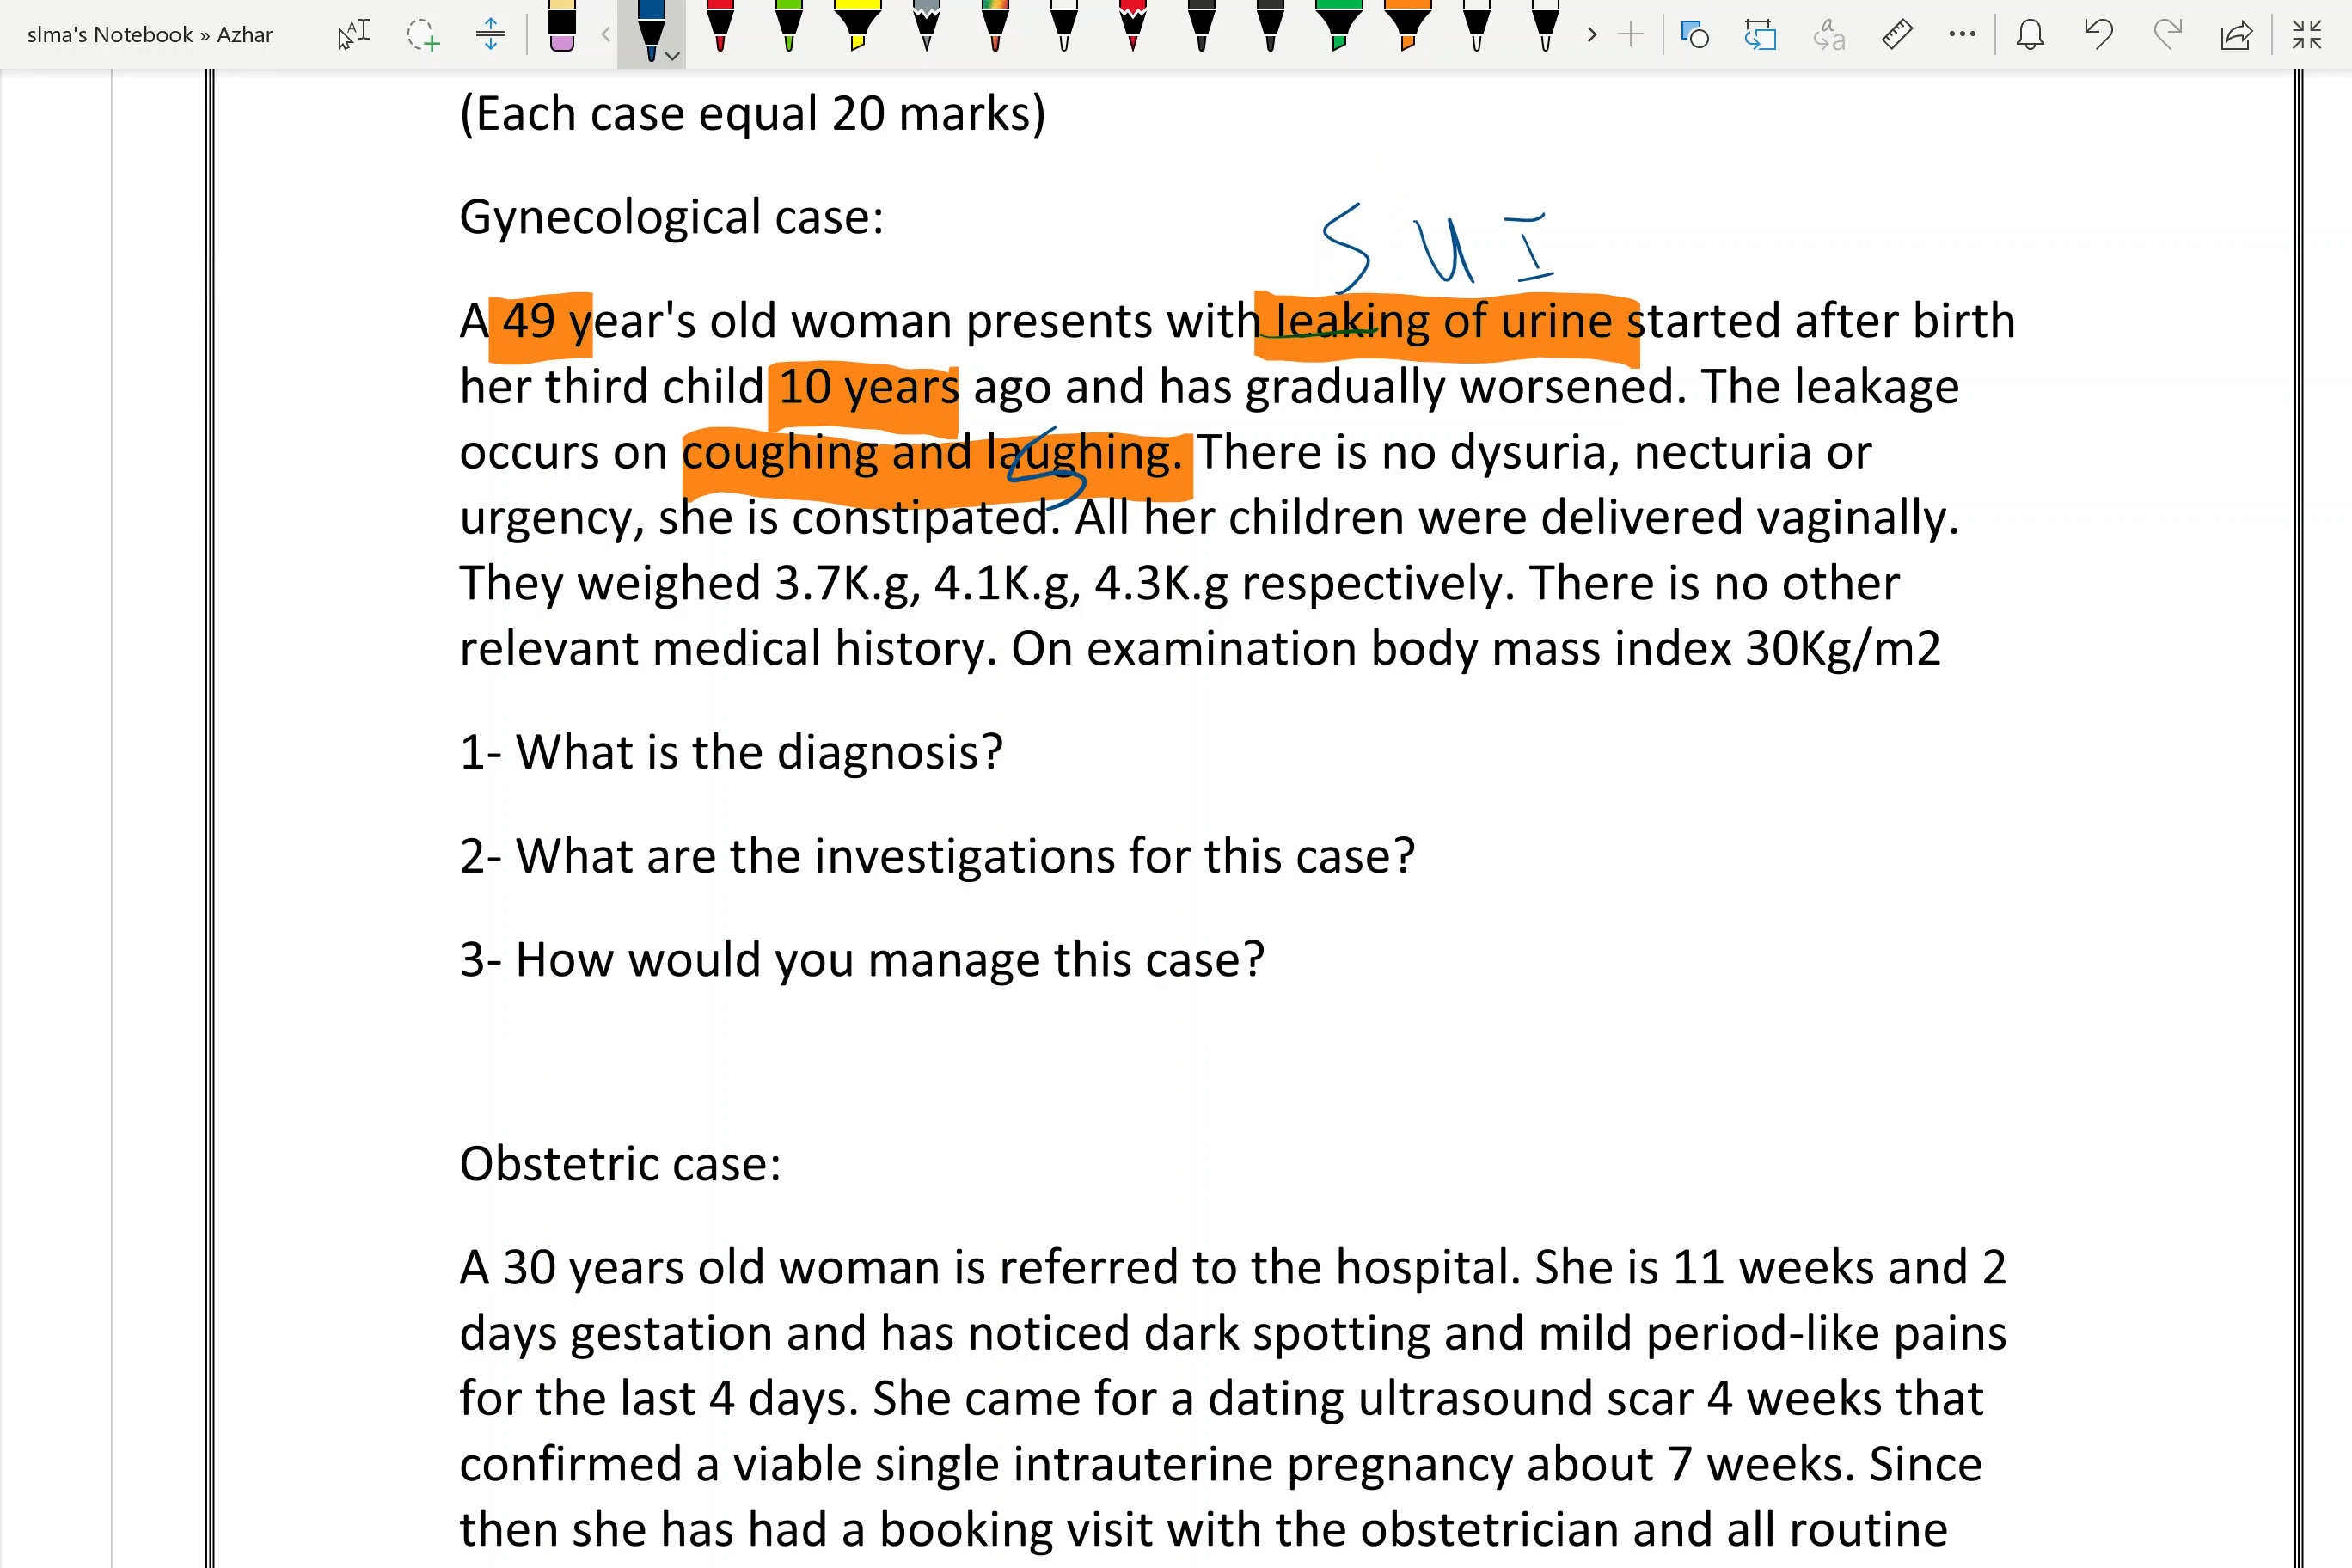 slma's Notebook » Azhar
(Each case equal 20 marks)
Gynecological case:
S U I
A 49 year's old woman presents with leaking of urine started after birth
her third child 10 years ago and has gradually worsened. The leakage
occurs on coughing and laughing. There is no dysuria, necturia or
urgency, she is constipated. All her children were delivered vaginally.
They weighed 3.7K.g, 4.1K.g, 4.3K.g respectively. There is no other
relevant medical history. On examination body mass index 30Kg/m2
1- What is the diagnosis?
2- What are the investigations for this case?
3- How would you manage this case?
Obstetric case:
A 30 years old woman is referred to the hospital. She is 11 weeks and 2
days gestation and has noticed dark spotting and mild period-like pains
for the last 4 days. She came for a dating ultrasound scar 4 weeks that
confirmed a viable single intrauterine pregnancy about 7 weeks. Since
then she has had a booking visit with the obstetrician and all routine